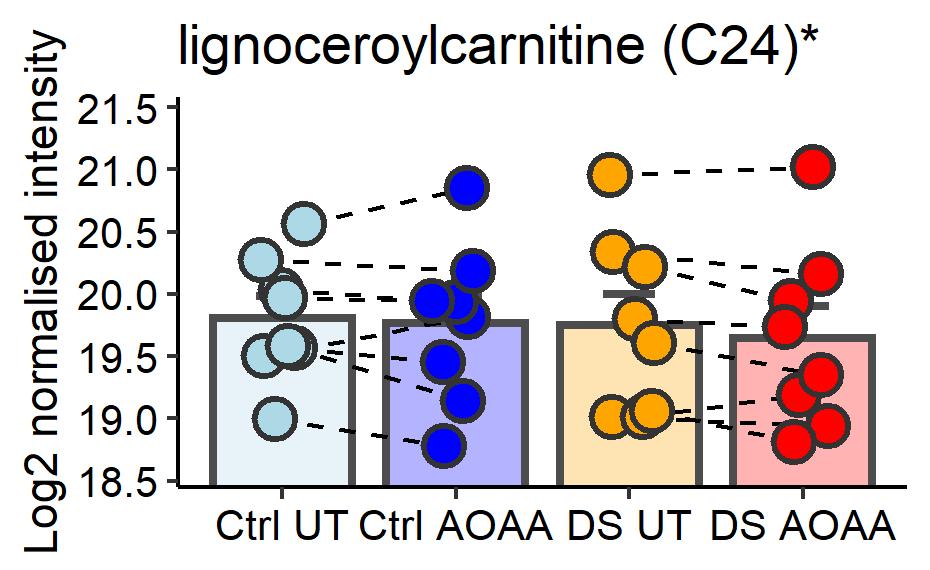 lignoceroylcarnitine (C24)*
Log2 normalised intensity
21.5
21.0
20.5
20.0
19.5
19.0
18.5
Ctrl UT Ctrl AOAA DS UT DS AOAA